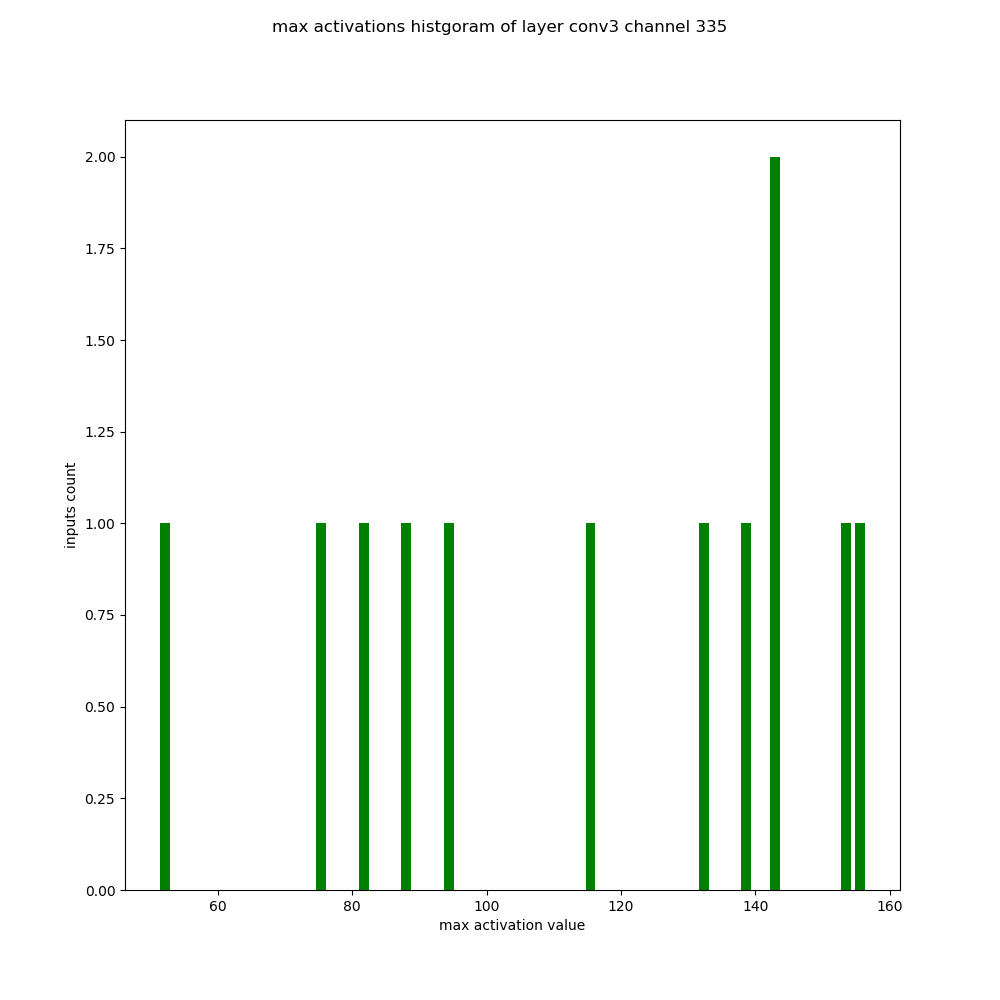 max activations histgoram of layer conv3 channel 335
2.00
1.75
1.50
1.25
1.00
0.75
0.50
0.25
0.00
inputs count
60 80 100 120 140 160
max activation value